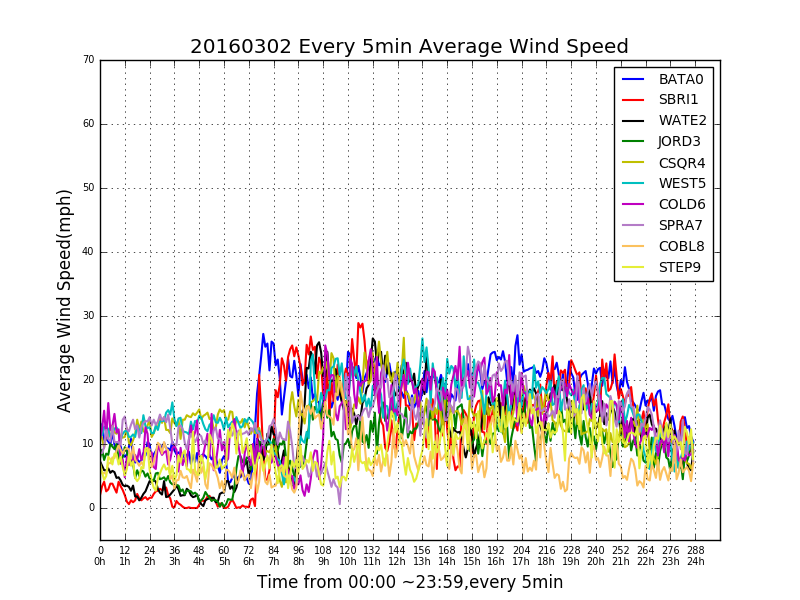 20160302 Every 5min Average Wind Speed
70
60
50
40
30
20
10
0
Average Wind Speed(mph)
BATA0
SBRI1
WATE2
JORD3
CSQR4
WEST5
COLD6
SPRA7
COBL8
STEP9
0 12 24 36 48 60 72 84 96 108 120 132 144 156 168 180 192 204 216 228 240 252 264 276 288
0h 1h 2h 3h 4h 5h 6h 7h 8h 9h 10h 11h 12h 13h 14h 15h 16h 17h 18h 19h 20h 21h 22h 23h 24h
Time from 00:00 ~23:59,every 5min